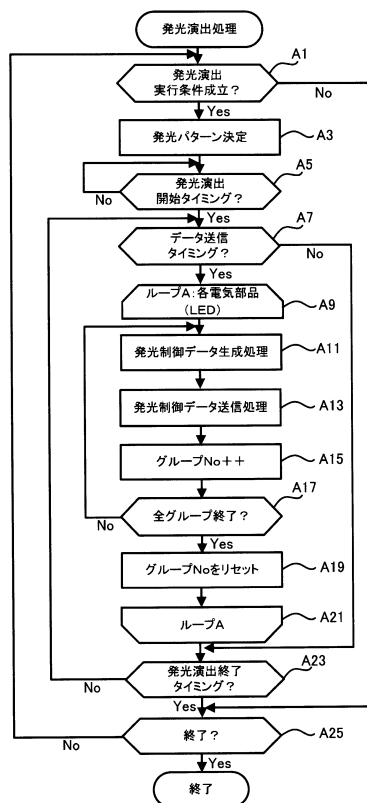 発光演出処理
A1
発光演出
実行条件成立？
No
Yes
発光パターン決定
A3
A5
発光演出
開始タイミング？
No
Yes
A7
データ送信
タイミング？
No
Yes
ループA：各電気部品
（LED）
A9
発光制御データ生成処理
A11
発光制御データ送信処理
A13
グループNo＋＋
A15
A17
全グループ終了？
No
Yes
グループNoをリセット
A19
ループA
A21
A23
発光演出終了
タイミング？
No
Yes
終了？
A25
No
Yes
終了